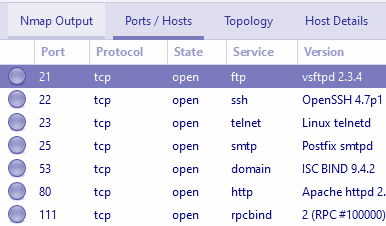 Nmap Output Ports / Hosts Topology Host Details
Port Protocol State Service Version
21 tcp open ftp vsftpd 2.3.4
22 tcp open ssh OpenSSH 4.7p1
23 tcp open telnet Linux telnetd
25 tcp open smtp Postfix smtpd
53 tcp open domain ISC BIND 9.4.2
80 tcp open http Apache httpd 2.
111 tcp open rpcbind 2 (RPC #100000)